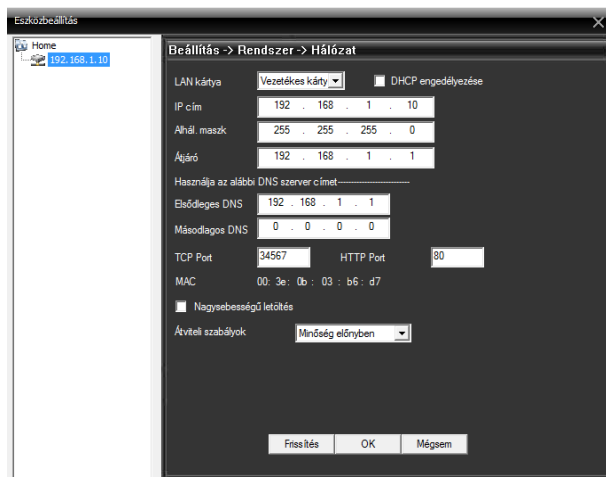 Eszközbeállítás
Home
192.168.1.10
Beállítás -> Rendszer -> Hálózat
LAN kártya Vezetékes kárty DHCP engedélyezése
IP cím 192 . 168 . 1 . 10
Alhál. maszk 255 . 255 . 255 . 0
Átjáró 192 . 168 . 1 . 1
Használja az alábbi DNS szerver címet--------------------
Elsődleges DNS 192 . 168 . 1 . 1
Másodlagos DNS 0 . 0 . 0 . 0
TCP Port 34567 HTTP Port 80
MAC 00: 3e: 0b : 03 : b6 : d7
Nagysebességű letöltés
Átviteli szabályok Minőség előnyben
Frissítés OK Mégsem